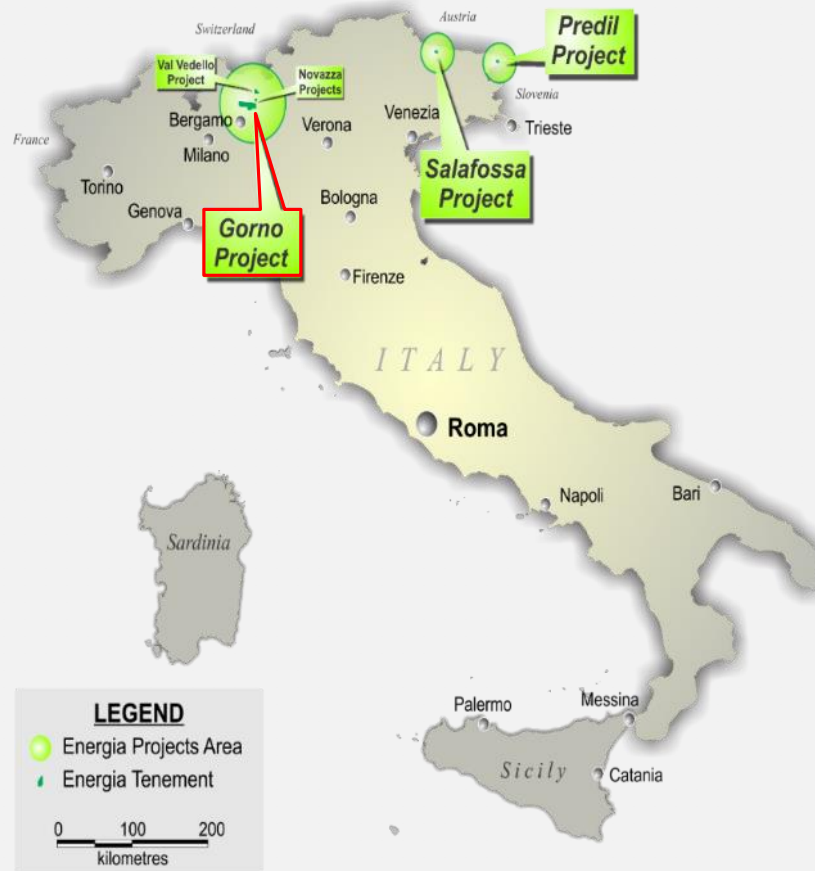 Austria
Switzerland
Predil
Project
Val Vedello
Project
Novazza
Projects
Slovenia
Venezia
Bergamo
Verona
Trieste
France
Milano
Salafossa
Project
Torino
Bologna
Genova
Gorno
Project
Firenze
ITALY
Roma
Napoli
Bari
Sardinia
LEGEND
Energia Projects Area
Energia Tenement
0 100 200
kilometres
Palermo
Messina
Sicily
Catania